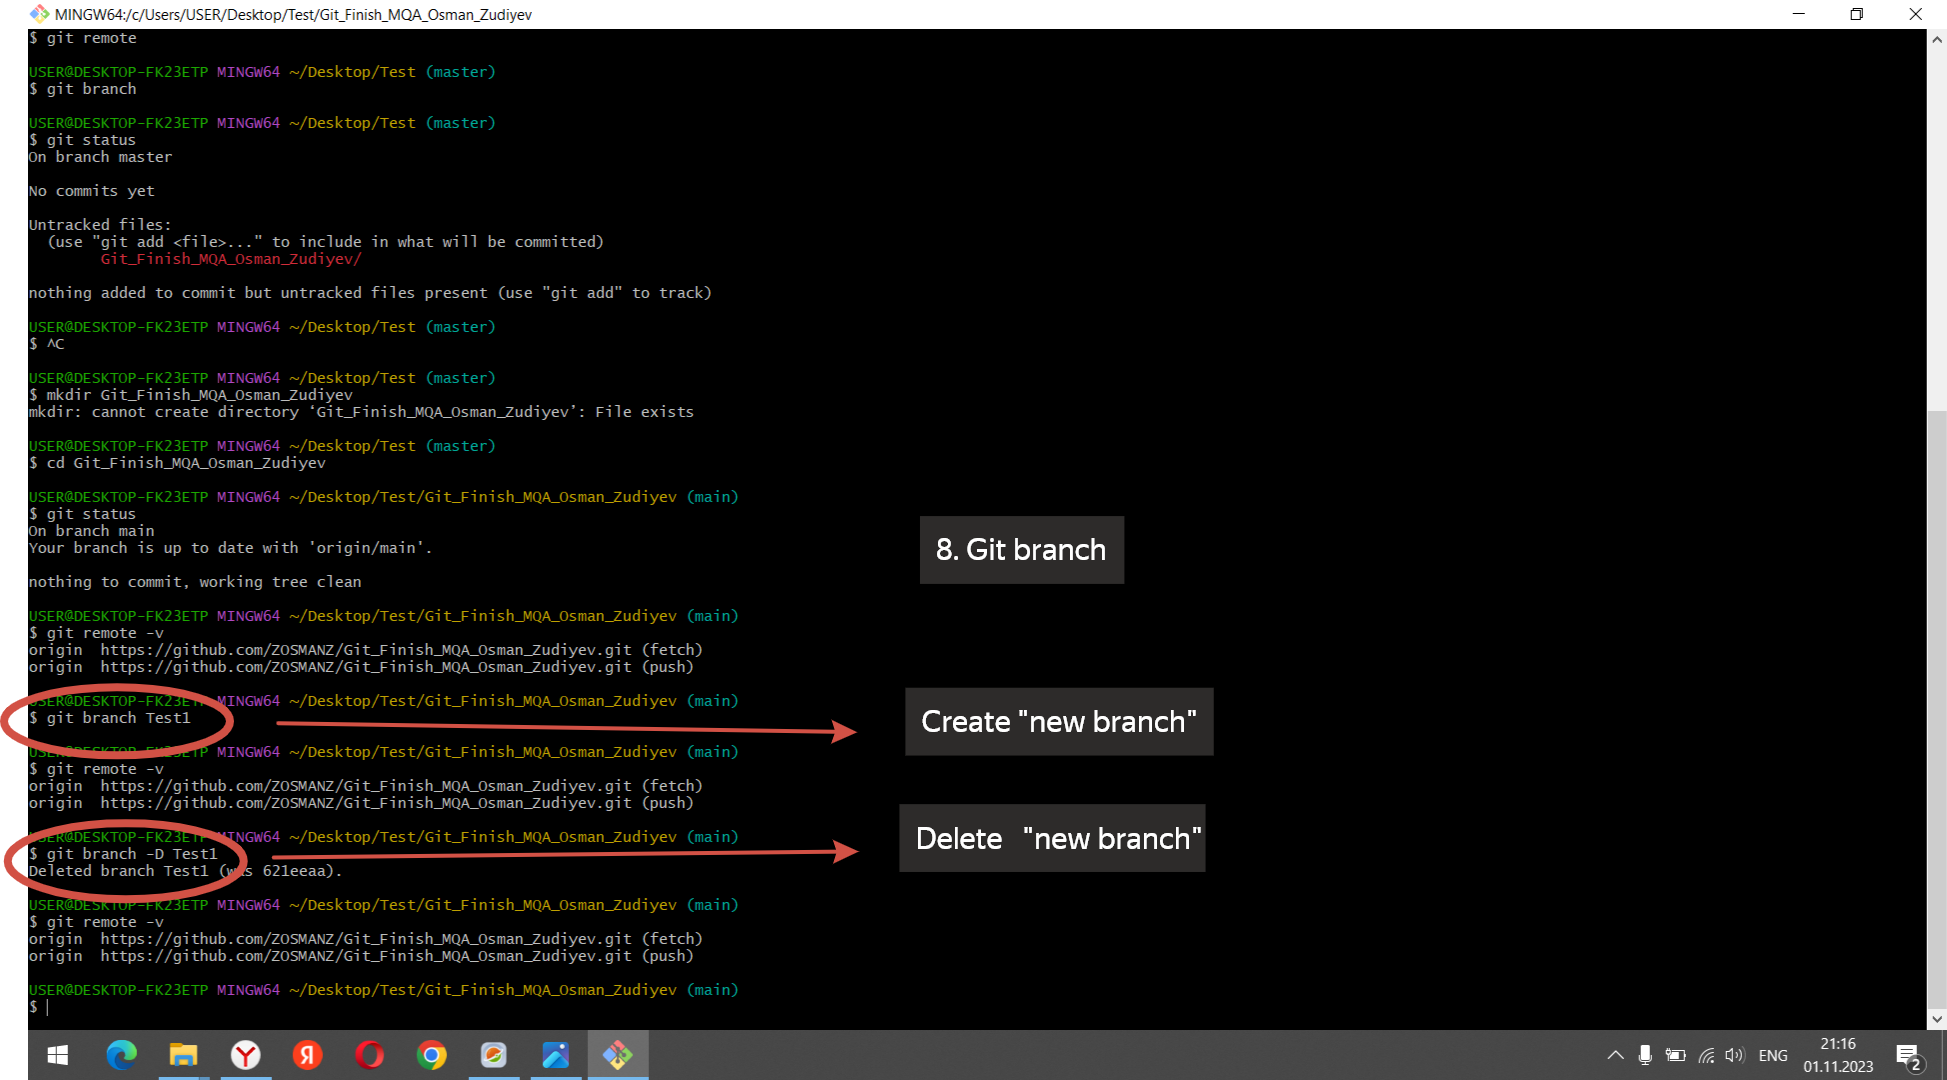 MINGW64:/c/Users/USER/Desktop/Test/Git_Finish_MQA_Osman_Zudiyev
$ git remote
USER@DESKTOP-FK23ETP MINGW64 ~/Desktop/Test (master)
$ git branch
USER@DESKTOP-FK23ETP MINGW64 ~/Desktop/Test (master)
$ git status
On branch master
No commits yet
Untracked files:
(use "git add <file>..." to include in what will be committed)
Git_Finish_MQA_Osman_Zudiyev/
nothing added to commit but untracked files present (use "git add" to track)
USER@DESKTOP-FK23ETP MINGW64 ~/Desktop/Test (master)
$ ^C
USER@DESKTOP-FK23ETP MINGW64 ~/Desktop/Test (master)
$ mkdir Git_Finish_MQA_Osman_Zudiyev
mkdir: cannot create directory ‘Git_Finish_MQA_Osman_Zudiyev’: File exists
USER@DESKTOP-FK23ETP MINGW64 ~/Desktop/Test (master)
$ cd Git_Finish_MQA_Osman_Zudiyev
USER@DESKTOP-FK23ETP MINGW64 ~/Desktop/Test/Git_Finish_MQA_Osman_Zudiyev (main)
$ git status
On branch main
Your branch is up to date with 'origin/main'.
nothing to commit, working tree clean
8. Git branch
USER@DESKTOP-FK23ETP MINGW64 ~/Desktop/Test/Git_Finish_MQA_Osman_Zudiyev (main)
$ git remote -v
origin https://github.com/ZOSMANZ/Git_Finish_MQA_Osman_Zudiyev.git (fetch)
origin https://github.com/ZOSMANZ/Git_Finish_MQA_Osman_Zudiyev.git (push)
USER@DESKTOP-FK23ETP MINGW64 ~/Desktop/Test/Git_Finish_MQA_Osman_Zudiyev (main)
$ git branch Test1
Create "new branch"
USER@DESKTOP-FK23ETP MINGW64 ~/Desktop/Test/Git_Finish_MQA_Osman_Zudiyev (main)
$ git remote -v
origin https://github.com/ZOSMANZ/Git_Finish_MQA_Osman_Zudiyev.git (fetch)
origin https://github.com/ZOSMANZ/Git_Finish_MQA_Osman_Zudiyev.git (push)
USER@DESKTOP-FK23ETP MINGW64 ~/Desktop/Test/Git_Finish_MQA_Osman_Zudiyev (main)
$ git branch -D Test1
Deleted branch Test1 (was 621eeaa).
Delete "new branch"
USER@DESKTOP-FK23ETP MINGW64 ~/Desktop/Test/Git_Finish_MQA_Osman_Zudiyev (main)
$ git remote -v
origin https://github.com/ZOSMANZ/Git_Finish_MQA_Osman_Zudiyev.git (fetch)
origin https://github.com/ZOSMANZ/Git_Finish_MQA_Osman_Zudiyev.git (push)
USER@DESKTOP-FK23ETP MINGW64 ~/Desktop/Test/Git_Finish_MQA_Osman_Zudiyev (main)
$
ENG
21:16
01.11.2023
2